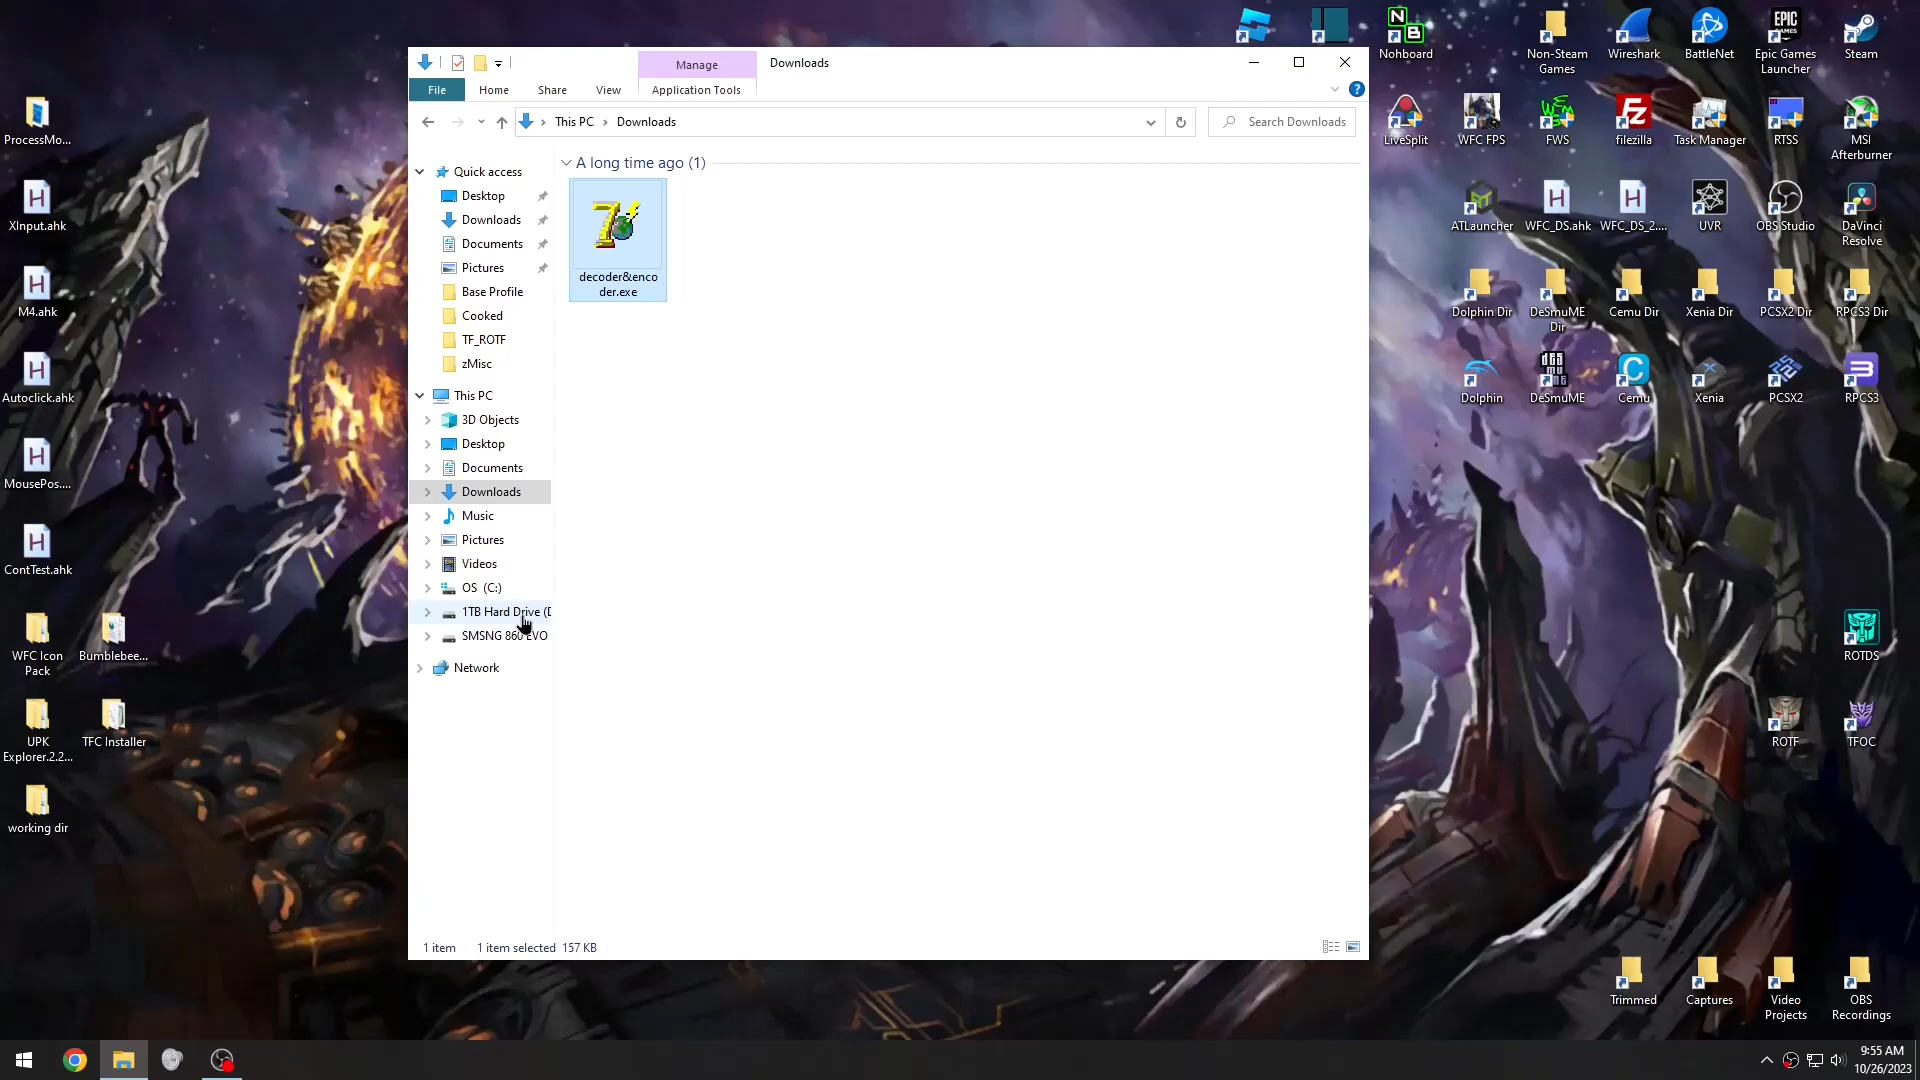 Manage
Downloads
File
Home
Share
View
Application Tools
?
This PC
Downloads
Search Downloads
A long time ago (1)
decoder&enco
der.exe
Quick access
Desktop
Downloads
Documents
Pictures
Base Profile
Cooked
TF_ROTF
zMisc
This PC
3D Objects
Desktop
Documents
Downloads
Music
Pictures
Videos
OS (C:)
1TB Hard Drive (D
SMSNG 860 EVO
Network
1 item
1 item selected 157 KB
ProcessMo...
XInput.ahk
M4.ahk
Autoclick.ahk
MousePos....
ContTest.ahk
WFC Icon
Pack
Bumblebee...
UPK
Explorer.2.2...
TFC Installer
working dir
Nohboard
Non-Steam
Games
Wireshark
BattleNet
EPIC
GAMES
Epic Games
Launcher
Steam
LiveSplit
WFC FPS
FWS
filezilla
Task Manager
RTSS
MSI
Afterburner
ATLauncher
WFC_DS.ahk
WFC_DS_2....
UVR
OBS Studio
DaVinci
Resolve
Dolphin Dir
DeSmuME
Dir
Cemu Dir
Xenia Dir
PCSX2 Dir
RPCS3 Dir
Dolphin
DeSmuME
Cemu
Xenia
PCSX2
RPCS3
ROTDS
ROTF
TFOC
Trimmed
Captures
Video
Projects
OBS
Recordings
9:55 AM
10/26/2023